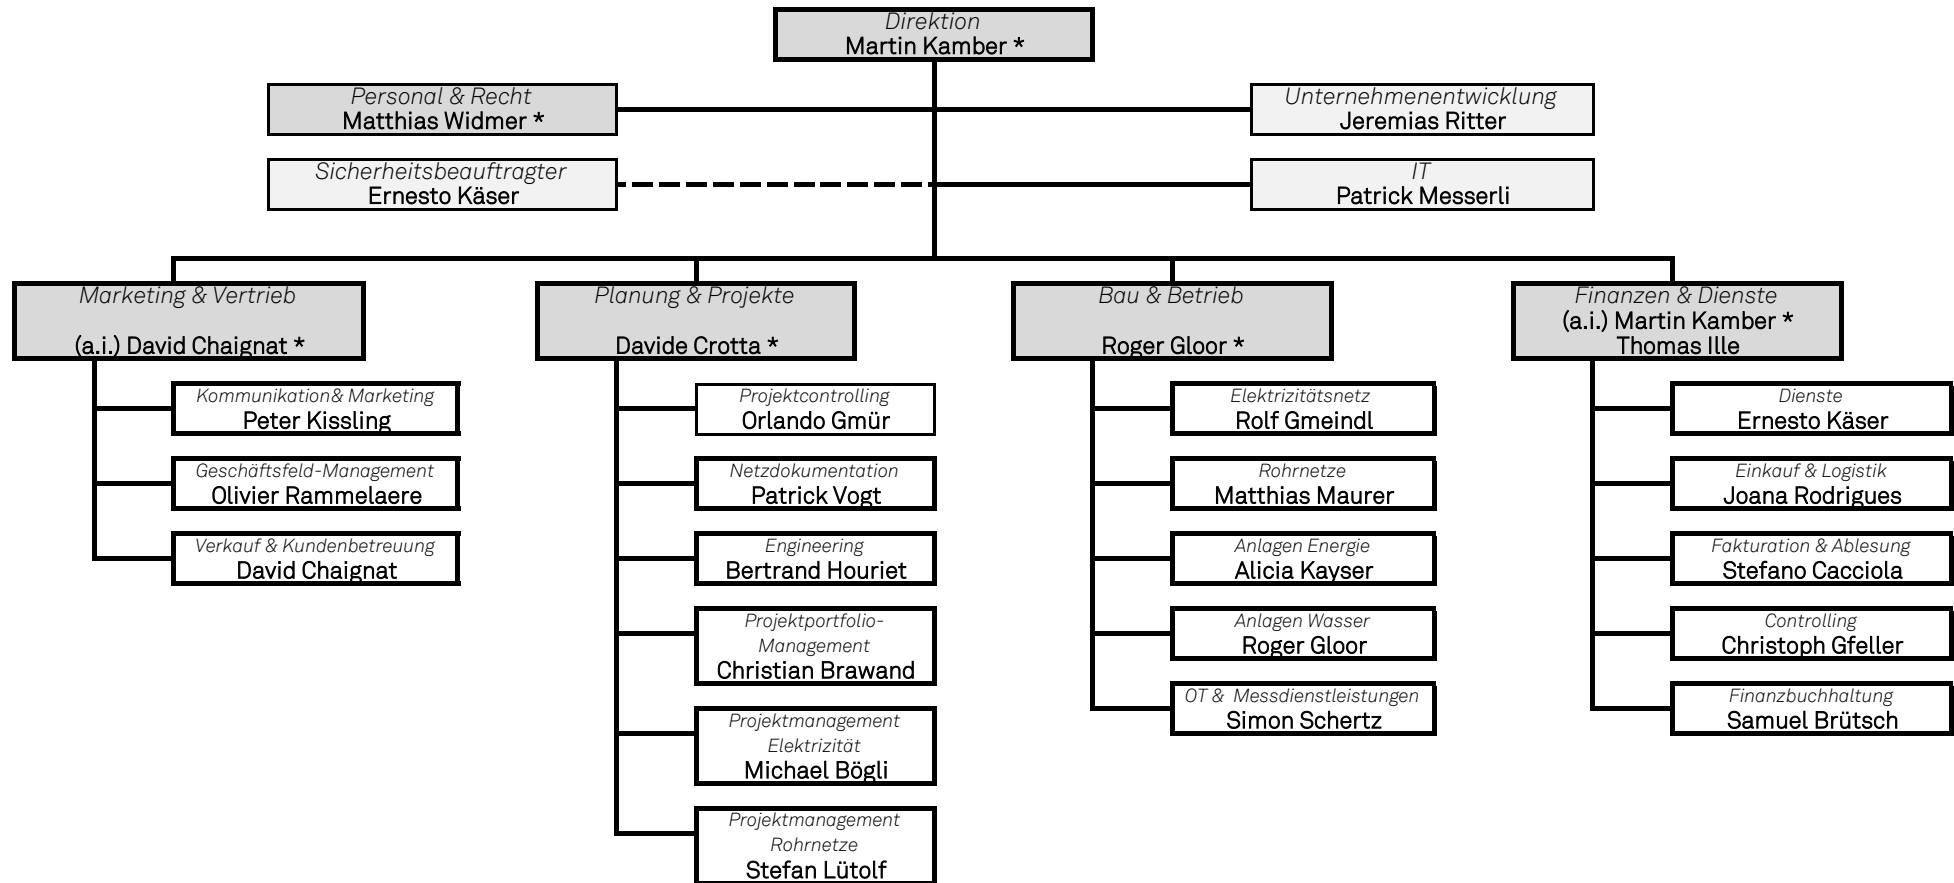 Direktion
Martin Kamber *
Personal & Recht
Matthias Widmer *
Unternehmenentwicklung
Jeremias Ritter
Sicherheitsbeauftragter
Ernesto Käser
IT
Patrick Messerli
Marketing & Vertrieb
(a.i.) David Chaignat *
Kommunikation & Marketing
Peter Kissling
Geschäftsfeld-Management
Olivier Rammelaere
Verkauf & Kundenbetreuung
David Chaignat
Planung & Projekte
Davide Crotta *
Projektcontrolling
Orlando Gmür
Netzdokumentation
Patrick Vogt
Engineering
Bertrand Houriet
Projektportfolio-
Management
Christian Brawand
Projektmanagement
Elektrizität
Michael Bögli
Projektmanagement
Rohrnetze
Stefan Lütolf
Bau & Betrieb
Roger Gloor *
Elektrizitätsnetz
Rolf Gmeindl
Rohrnetze
Matthias Maurer
Anlagen Energie
Alicia Kayser
Anlagen Wasser
Roger Gloor
OT & Messdienstleistungen
Simon Schertz
Finanzen & Dienste
(a.i.) Martin Kamber *
Thomas Ille
Dienste
Ernesto Käser
Einkauf & Logistik
Joana Rodrigues
Fakturation & Ablesung
Stefano Cacciola
Controlling
Christoph Gfeller
Finanzbuchhaltung
Samuel Brütsch